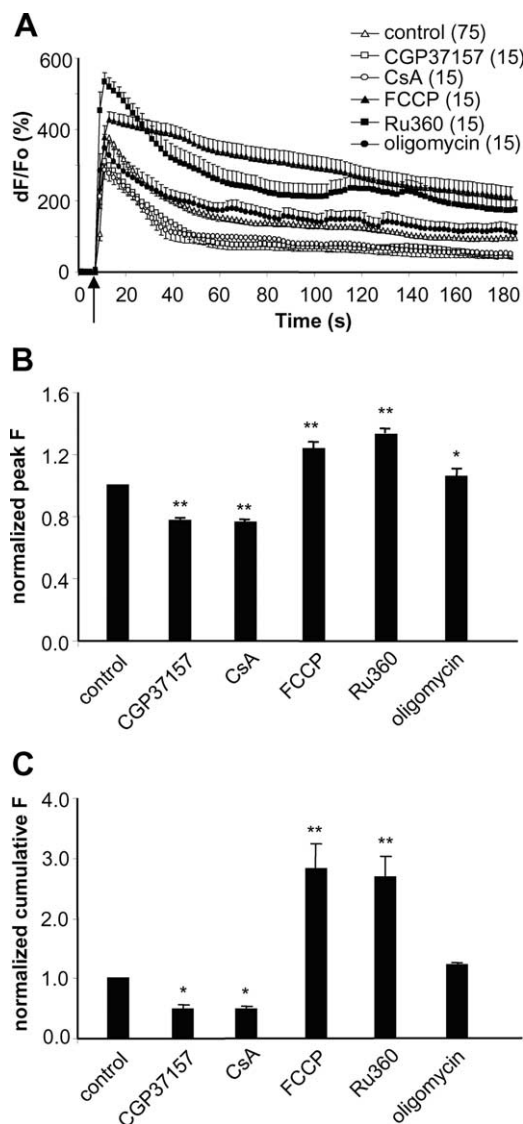 A
control (75)
CGP37157 (15)
CsA (15)
FCCP (15)
Ru360 (15)
oligomycin (15)
dF/Fo (%)
600
400
200
0
0 20 40 60 80 100 120 140 160 180
Time (s)
B
normalized peak F
1.6
1.2
0.8
0.4
0.0
** ** ** ** *
control CGP37157 CsA FCCP Ru360 oligomycin
C
normalized cumulative F
4.0
3.0
2.0
1.0
0.0
* * ** **
control CGP37157 CsA FCCP Ru360 oligomycin